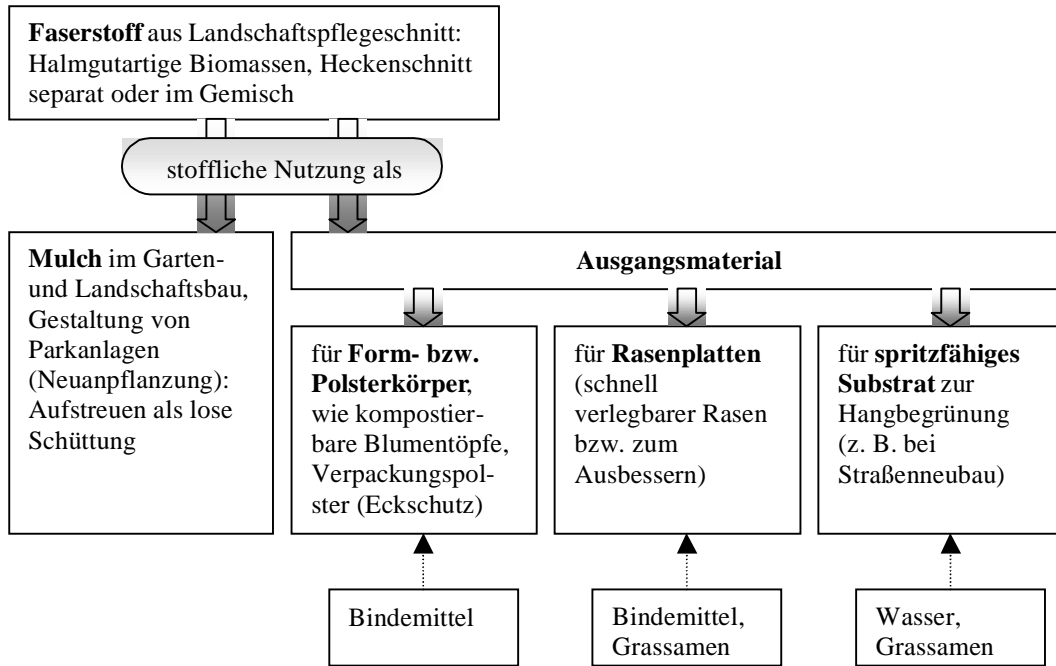 Faserstoff aus Landschaftspflegeschnitt:
Halmgutartige Biomassen, Heckenschnitt
separat oder im Gemisch
stoffliche Nutzung als
Mulch im Garten-
und Landschaftsbau,
Gestaltung von
Parkanlagen
(Neuanpflanzung):
Aufstreuen als lose
Schüttung
Ausgangsmaterial
für Form- bzw.
Polsterkörper,
wie kompostier-
bare Blumentöpfe,
Verpackungspol-
ster (Eckschutz)
für Rasenplatten
(schnell
verlegbarer Rasen
bzw. zum
Ausbessern)
für spritzfähiges
Substrat zur
Hangbegrünung
(z. B. bei
Straßenneubau)
Bindemittel
Bindemittel,
Grassamen
Wasser,
Grassamen